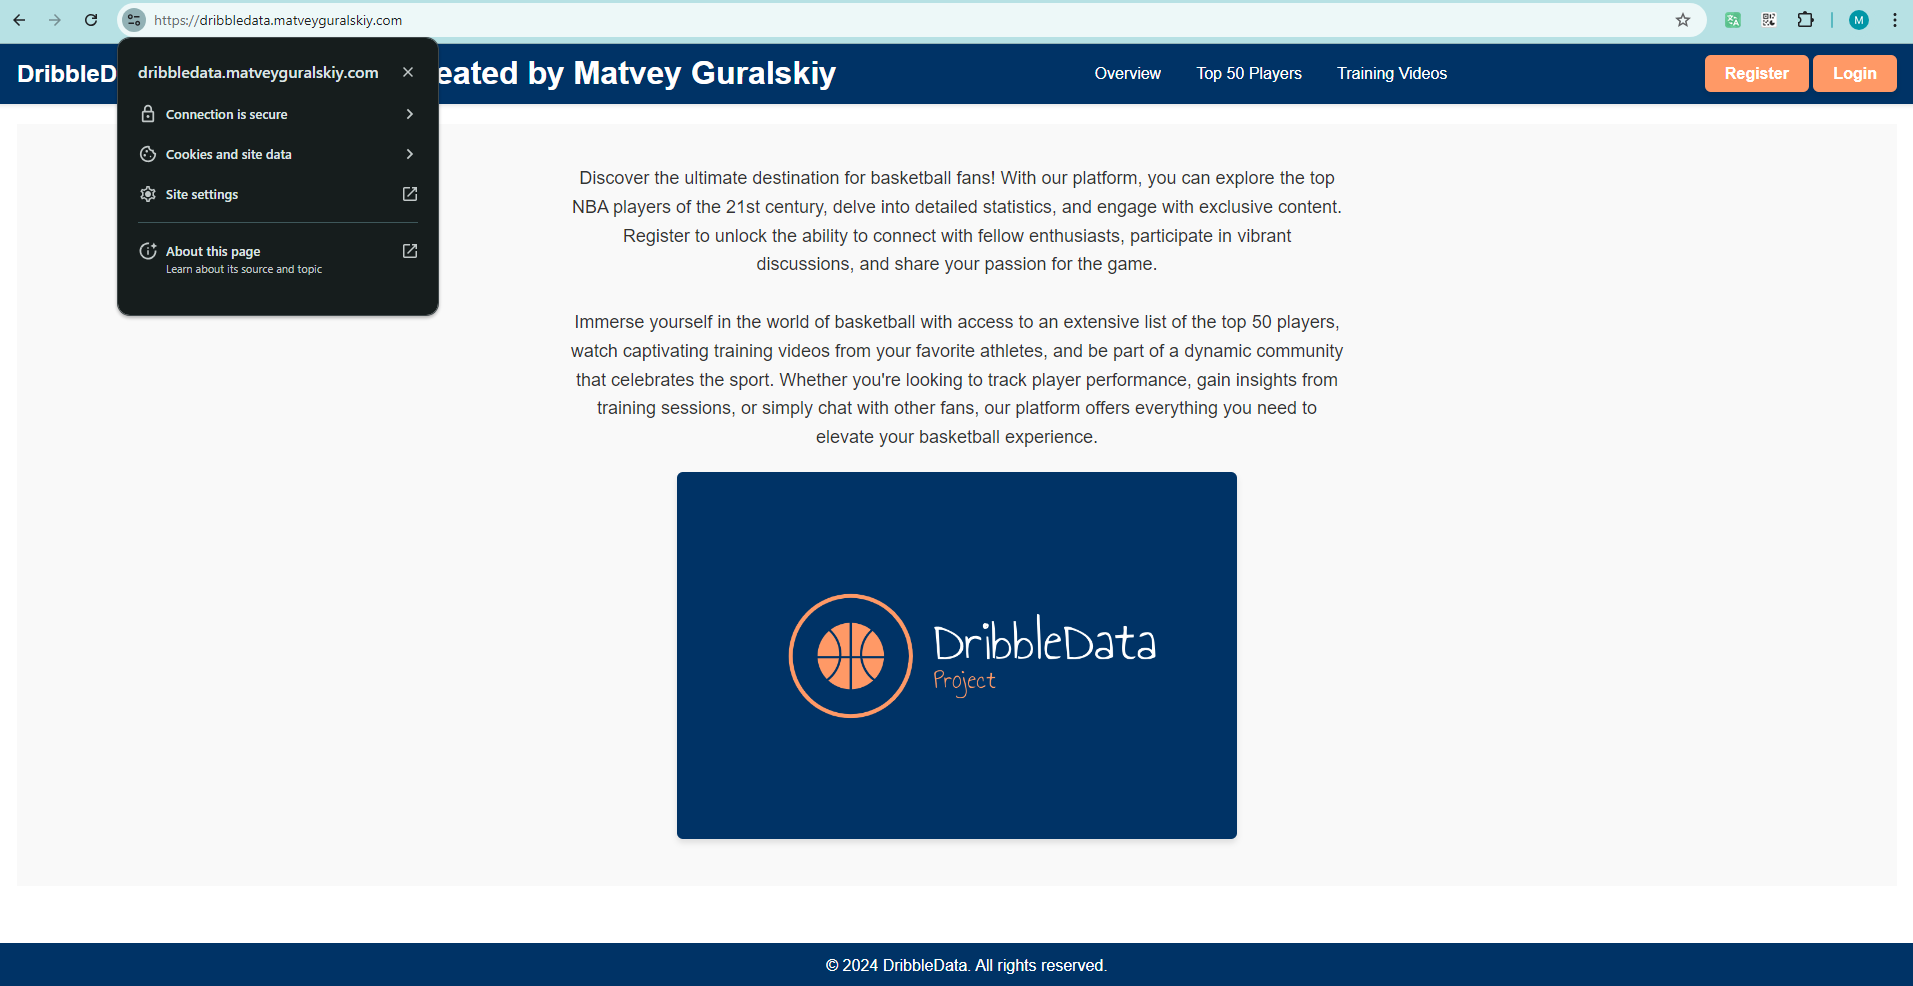 https://dribbledata.matveyguralskiy.com
M
DribbleD
eated by Matvey Guralskiy
Overview
Top 50 Players
Training Videos
Register
Login
dribbledata.matveyguralskiy.com
Connection is secure
Cookies and site data
Site settings
About this page
Learn about its source and topic
Discover the ultimate destination for basketball fans! With our platform, you can explore the top
NBA players of the 21st century, delve into detailed statistics, and engage with exclusive content.
Register to unlock the ability to connect with fellow enthusiasts, participate in vibrant
discussions, and share your passion for the game.
Immerse yourself in the world of basketball with access to an extensive list of the top 50 players,
watch captivating training videos from your favorite athletes, and be part of a dynamic community
that celebrates the sport. Whether you're looking to track player performance, gain insights from
training sessions, or simply chat with other fans, our platform offers everything you need to
elevate your basketball experience.
DribbleData
Project
© 2024 DribbleData. All rights reserved.